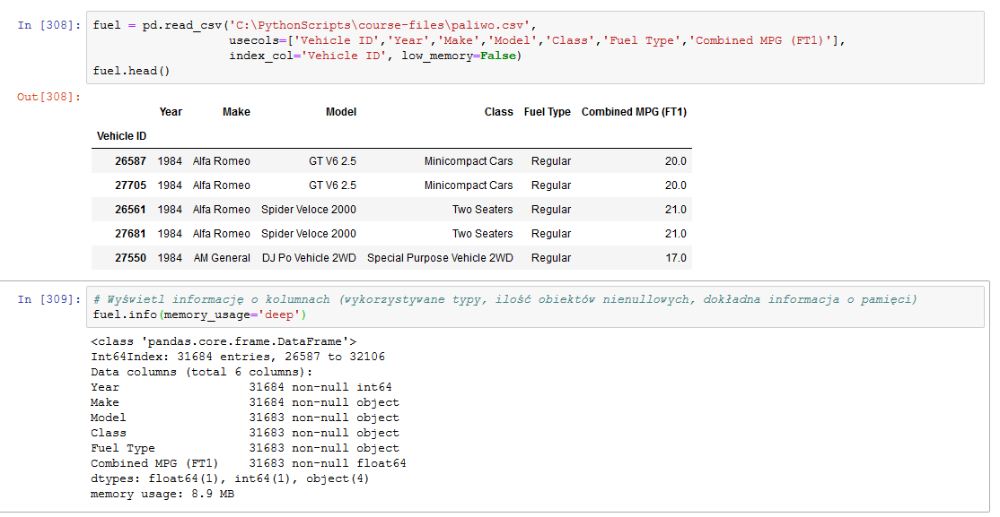 In [308]: fuel = pd.read_csv('C:\PythonScripts\course-files\paliwo.csv',
usecols=['Vehicle ID','Year','Make','Model','Class','Fuel Type','Combined MPG (FT1)'],
index_col='Vehicle ID', low_memory=False)
fuel.head()
Out[308]:
Year Make Model Class Fuel Type Combined MPG (FT1)
Vehicle ID
26587 1984 Alfa Romeo GT V6 2.5 Minicompact Cars Regular 20.0
27705 1984 Alfa Romeo GT V6 2.5 Minicompact Cars Regular 20.0
26561 1984 Alfa Romeo Spider Veloce 2000 Two Seaters Regular 21.0
27681 1984 Alfa Romeo Spider Veloce 2000 Two Seaters Regular 21.0
27550 1984 AM General DJ Po Vehicle 2WD Special Purpose Vehicle 2WD Regular 17.0
In [309]: # Wyświetl informację o kolumnach (wykorzystywane typy, ilość obiektów nienullowych, dokładna informacja o pamięci)
fuel.info(memory_usage='deep')
<class 'pandas.core.frame.DataFrame'>
Int64Index: 31684 entries, 26587 to 32106
Data columns (total 6 columns):
Year 31684 non-null int64
Make 31684 non-null object
Model 31683 non-null object
Class 31683 non-null object
Fuel Type 31683 non-null object
Combined MPG (FT1) 31683 non-null float64
dtypes: float64(1), int64(1), object(4)
memory usage: 8.9 MB